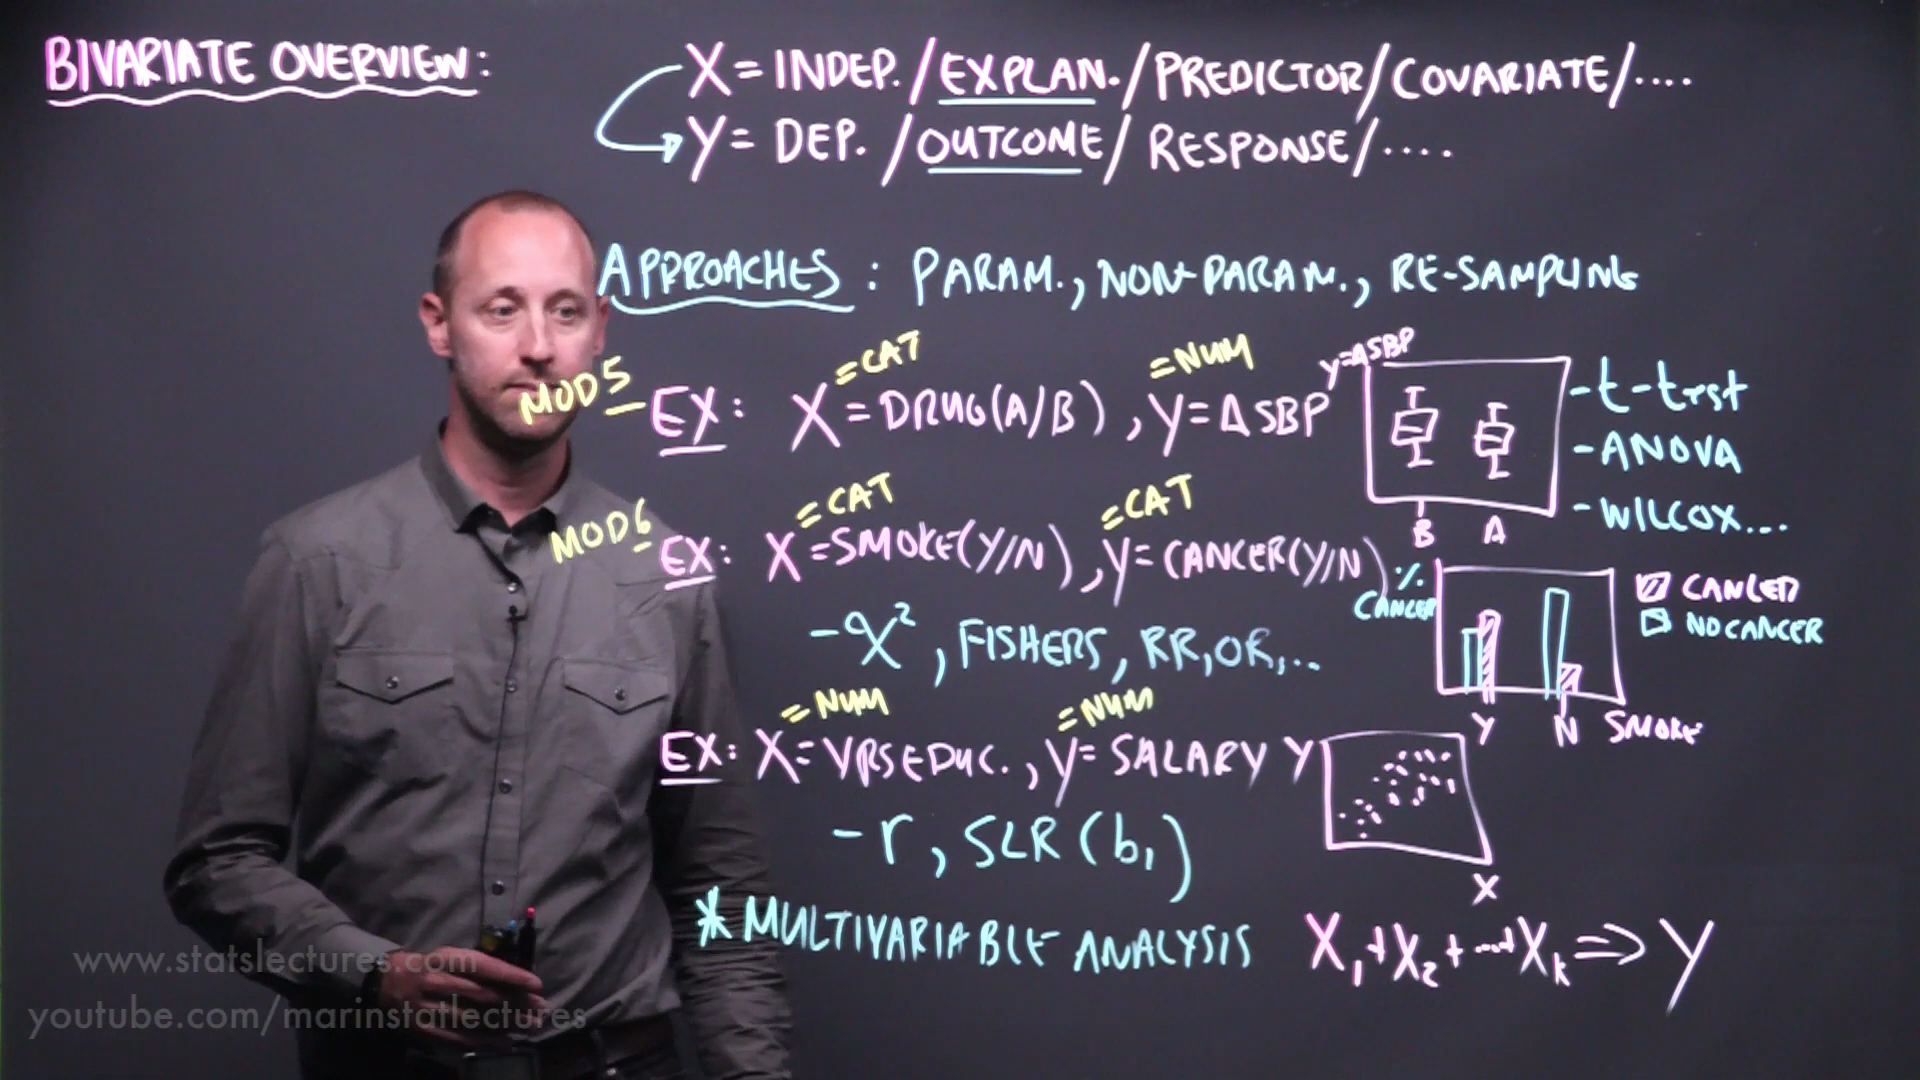 BIVARIATE OVERVIEW:
X = INDEP. / EXPLAN. / PREDICTOR / COVARIATE / ....
Y = DEP. / OUTCOME / RESPONSE / ....
APPROACHES : PARAM., NON-PARAM., RE-SAMPLING
=CAT =NUM
MOD5 EX: X = DRUG(A/B), Y = ΔSBP
Y=ΔSBP
B A
- t-test
- ANOVA
- WILCOX...
=CAT =CAT
MOD6 EX: X = SMOKE(Y/N), Y = CANCER(Y/N)
% CANCER
Y N SMOKE
CANCER
NO CANCER
- χ², FISHERS, RR, OR, ...
=NUM =NUM
EX: X = YRS EDUC., Y = SALARY
Y
X
- r, SLR (b₁)
* MULTIVARIABLE ANALYSIS X₁+X₂+...+Xₖ ⇒ Y
www.statslectures.com
youtube.com/marinstatlectures